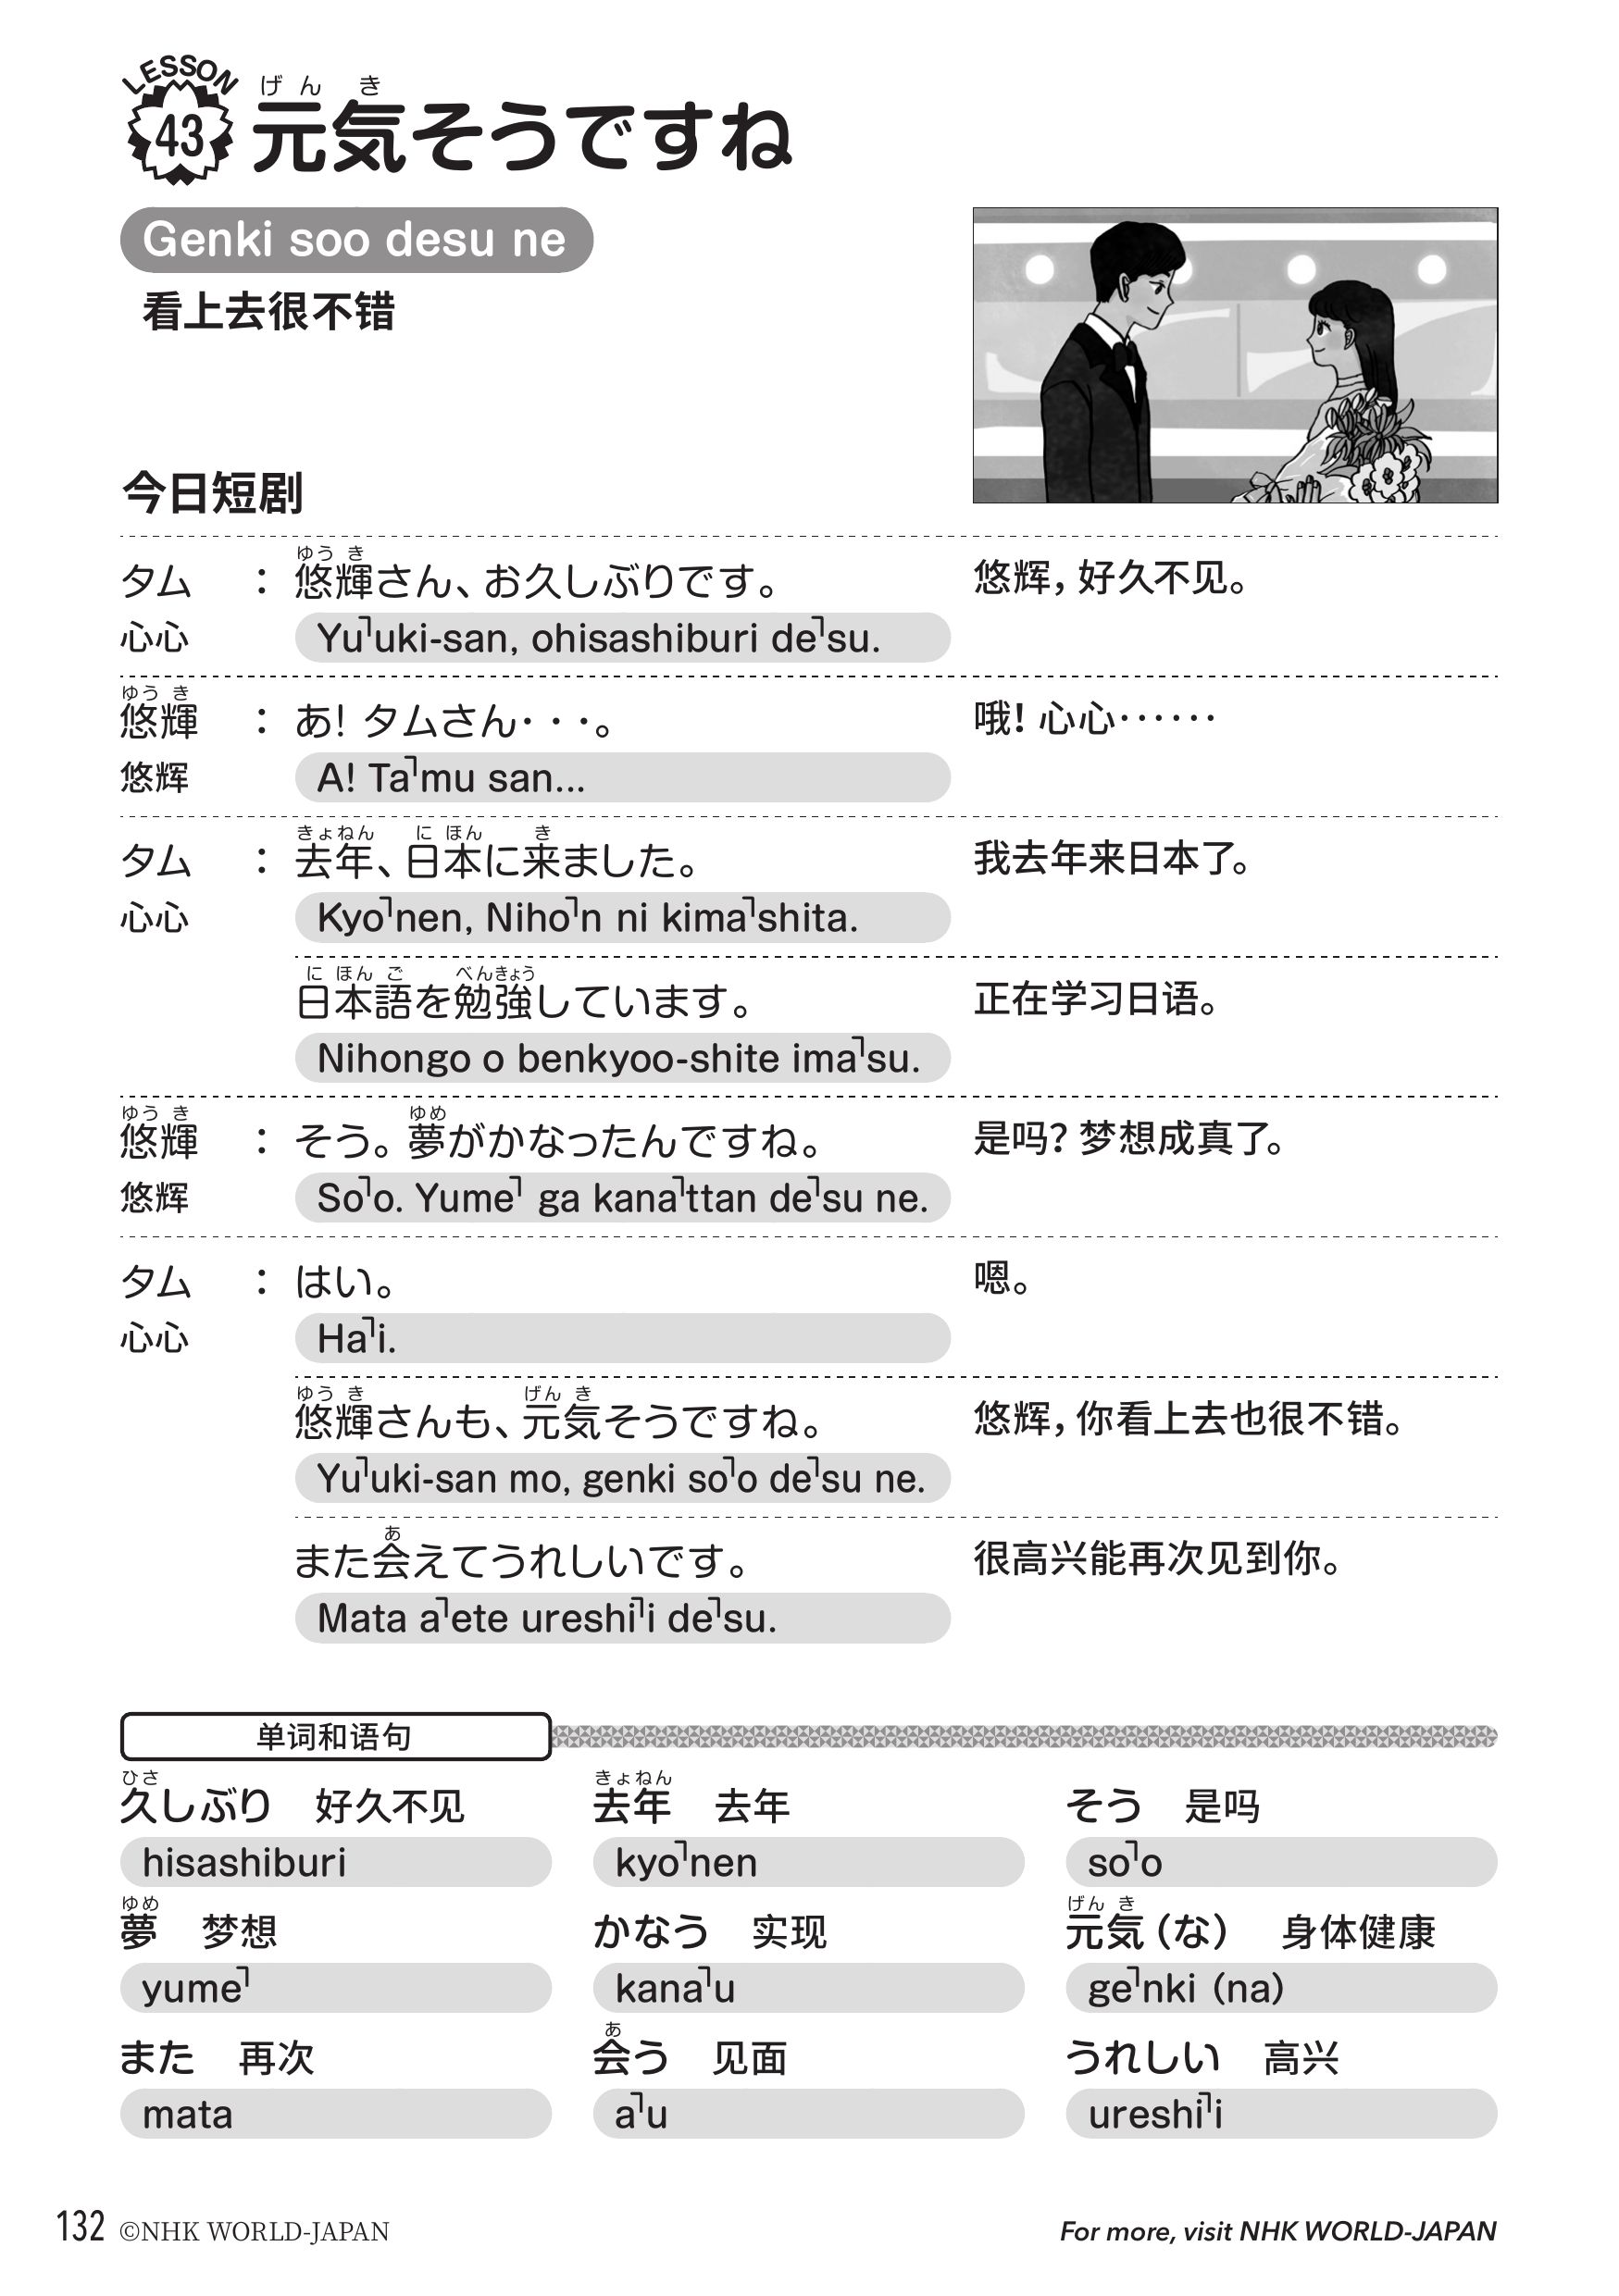 LESSON
43
げんき
元気そうですね
Genki soo desu ne
看上去很不错
今日短剧
ゆうき
タム ： 悠輝さん、お久しぶりです。 悠辉，好久不见。
心心 Yu˥uki-san, ohisashiburi de˥su.
ゆうき
悠輝 ： あ！ タムさん・・・。 哦！心心……
悠辉 A! Ta˥mu san...
きょねん にほん き
タム ： 去年、日本に来ました。 我去年来日本了。
心心 Kyo˥nen, Niho˥n ni kima˥shita.
にほんご べんきょう
日本語を勉強しています。 正在学习日语。
Nihongo o benkyoo-shite ima˥su.
ゆうき ゆめ
悠輝 ： そう。夢がかなったんですね。 是吗？梦想成真了。
悠辉 So˥o. Yume˥ ga kana˥ttan de˥su ne.
タム ： はい。 嗯。
心心 Ha˥i.
ゆうき げんき
悠輝さんも、元気そうですね。 悠辉，你看上去也很不错。
Yu˥uki-san mo, genki so˥o de˥su ne.
あ
また会えてうれしいです。 很高兴能再次见到你。
Mata a˥ete ureshi˥i de˥su.
单词和语句
ひさ きょねん
久しぶり 好久不见 去年 去年 そう 是吗
hisashiburi kyo˥nen so˥o
ゆめ げんき
夢 梦想 かなう 实现 元気（な） 身体健康
yume˥ kana˥u ge˥nki (na)
あ
また 再次 会う 见面 うれしい 高兴
mata a˥u ureshi˥i
132 ©NHK WORLD-JAPAN For more, visit NHK WORLD-JAPAN